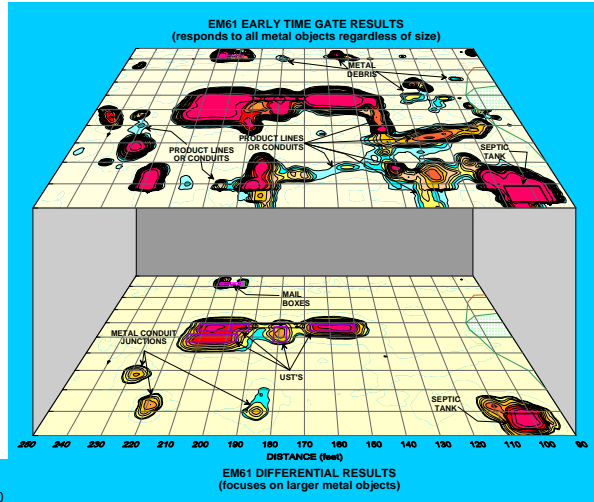 EM61 EARLY TIME GATE RESULTS
(responds to all metal objects regardless of size)
METAL
DEBRIS
PRODUCT LINES
OR CONDUITS
PRODUCT LINES
OR CONDUITS
SEPTIC
TANK
MAIL
BOXES
METAL CONDUIT
JUNCTIONS
UST'S
SEPTIC
TANK
250 240 220 210 200 190 180 170 160 150 140 130 120 110 100 90
DISTANCE (feet)
EM61 DIFFERENTIAL RESULTS
(focuses on larger metal objects)
0